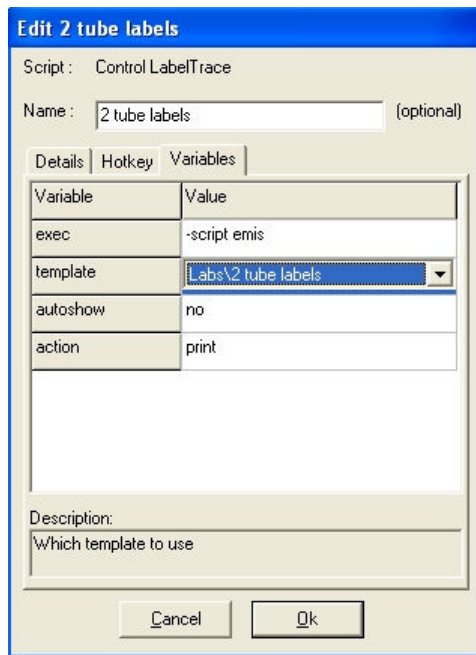 Edit 2 tube labels
Script : Control LabelTrace
Name : 2 tube labels (optional)
Details Hotkey Variables
Variable Value
exec -script emis
template Labs\2 tube labels
autoshow no
action print
Description:
Which template to use
Cancel Ok